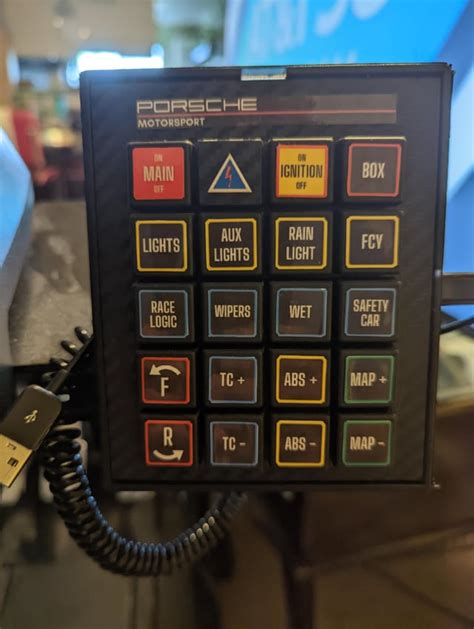 PORSCHE
MOTORSPORT
ON MAIN OFF
ON IGNITION OFF
BOX
LIGHTS
AUX LIGHTS
RAIN LIGHT
FCY
RACE LOGIC
WIPERS
WET
SAFETY CAR
F
TC +
ABS +
MAP +
R
TC -
ABS -
MAP -